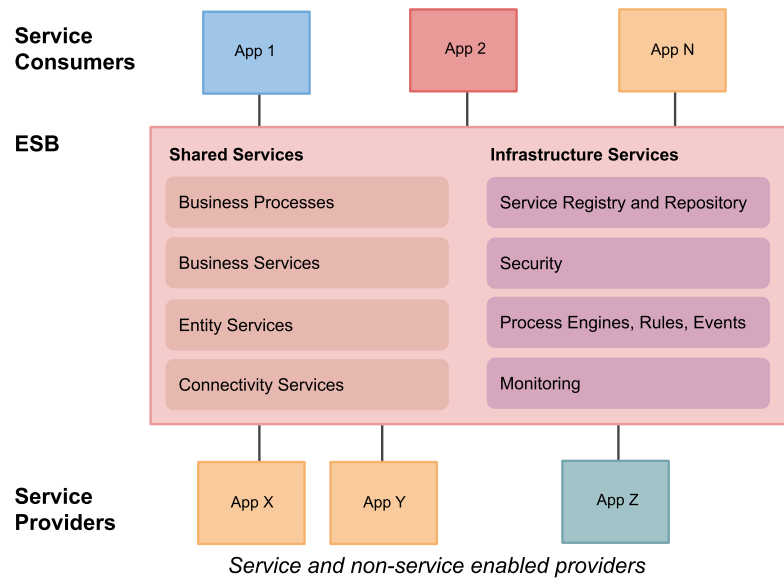 Service
Consumers
App 1
App 2
App N
ESB
Shared Services
Infrastructure Services
Business Processes
Service Registry and Repository
Business Services
Security
Entity Services
Process Engines, Rules, Events
Connectivity Services
Monitoring
Service
Providers
App X
App Y
App Z
Service and non-service enabled providers